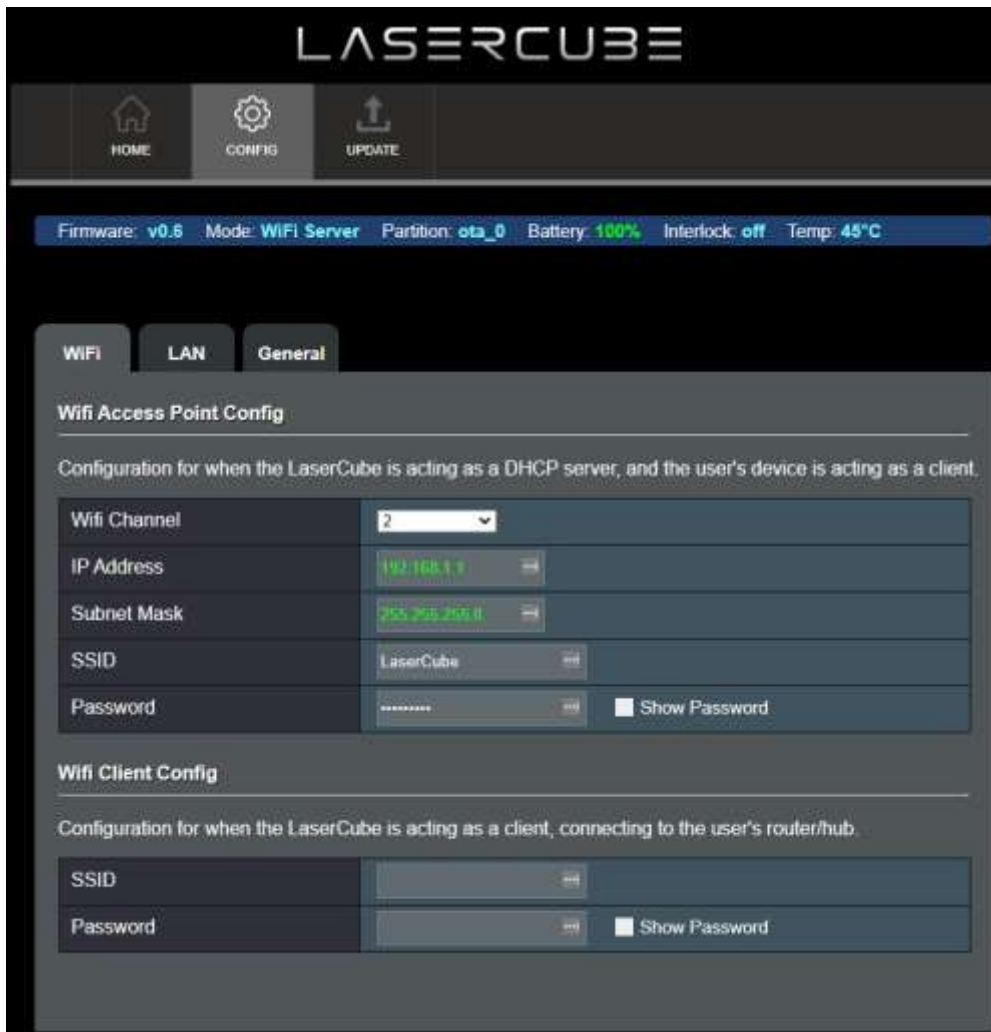 LASERCUBE
HOME CONFIG UPDATE
Firmware: v0.6 Mode: WiFi Server Partition: ota_0 Battery: 100% Interlock: off Temp: 45°C
WiFi LAN General
Wifi Access Point Config
Configuration for when the LaserCube is acting as a DHCP server, and the user's device is acting as a client.
Wifi Channel 2
IP Address 192.168.1.1
Subnet Mask 255.255.255.0
SSID LaserCube
Password ••••••••• Show Password
Wifi Client Config
Configuration for when the LaserCube is acting as a client, connecting to the user's router/hub.
SSID
Password Show Password